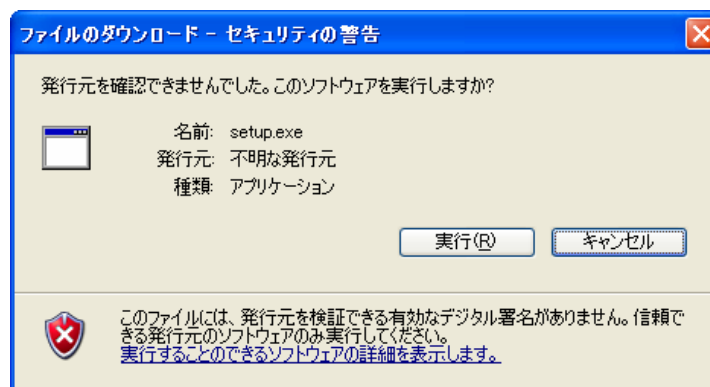 ファイルのダウンロード - セキュリティの警告
発行元を確認できませんでした。このソフトウェアを実行しますか?
名前: setup.exe
発行元: 不明な発行元
種類: アプリケーション
実行(R) キャンセル
このファイルには、発行元を検証できる有効なデジタル署名がありません。信頼で
きる発行元のソフトウェアのみ実行してください。
実行することのできるソフトウェアの詳細を表示します。